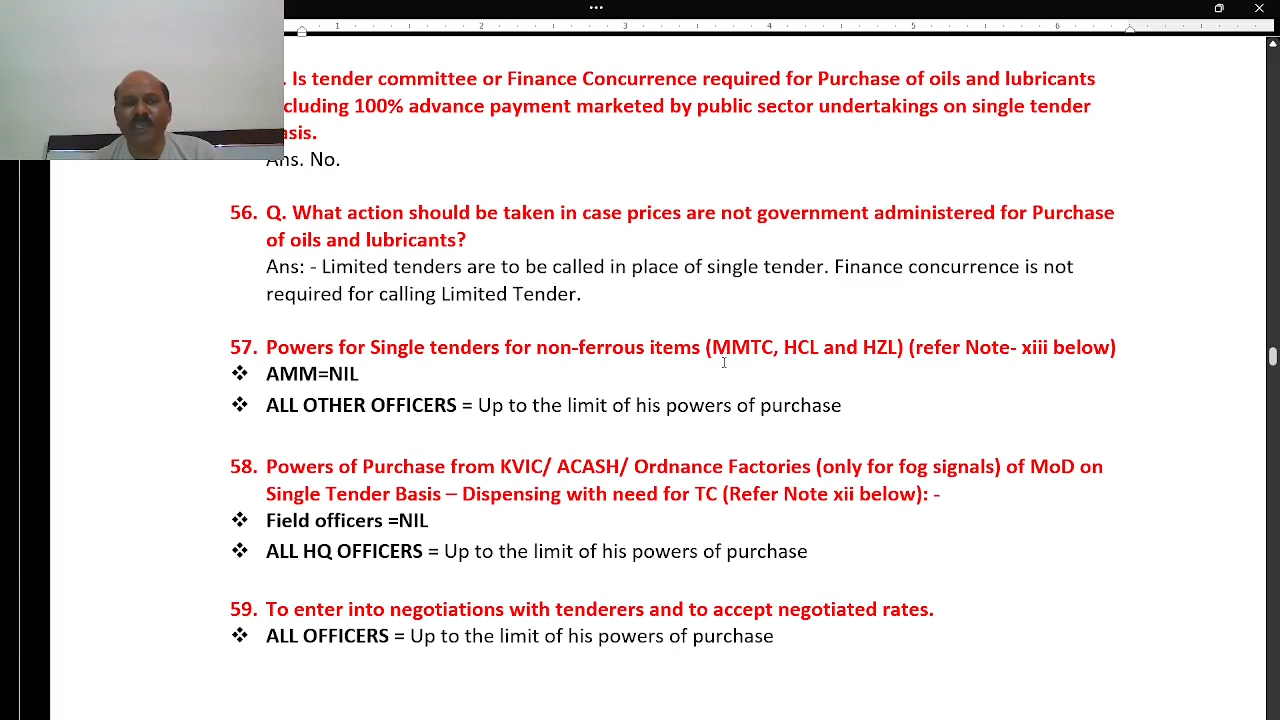 1 2 3 4 5 6 7
. Is tender committee or Finance Concurrence required for Purchase of oils and lubricants
cluding 100% advance payment marketed by public sector undertakings on single tender
asis.
Ans. No.
56. Q. What action should be taken in case prices are not government administered for Purchase
of oils and lubricants?
Ans: - Limited tenders are to be called in place of single tender. Finance concurrence is not
required for calling Limited Tender.
57. Powers for Single tenders for non-ferrous items (MMTC, HCL and HZL) (refer Note- xiii below)
❖ AMM=NIL
❖ ALL OTHER OFFICERS = Up to the limit of his powers of purchase
58. Powers of Purchase from KVIC/ ACASH/ Ordnance Factories (only for fog signals) of MoD on
Single Tender Basis – Dispensing with need for TC (Refer Note xii below): -
❖ Field officers =NIL
❖ ALL HQ OFFICERS = Up to the limit of his powers of purchase
59. To enter into negotiations with tenderers and to accept negotiated rates.
❖ ALL OFFICERS = Up to the limit of his powers of purchase